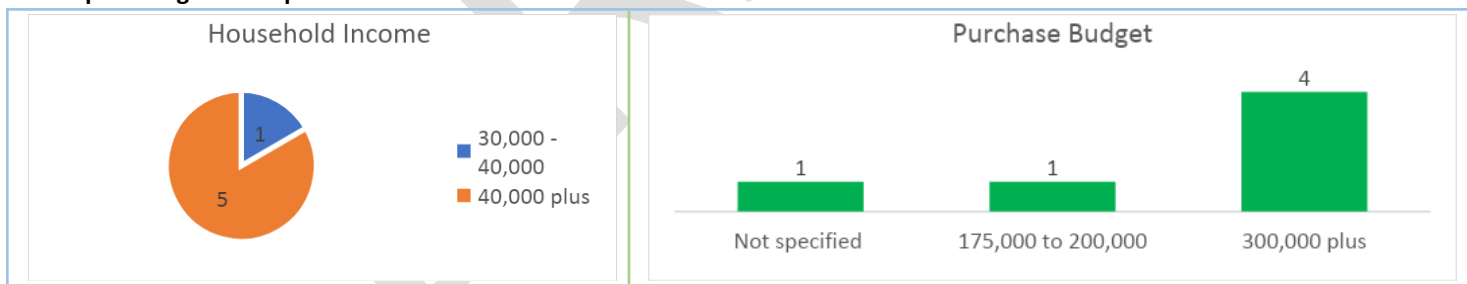 Household Income
1
5
30,000 -
40,000
40,000 plus
Purchase Budget
1
1
4
Not specified
175,000 to 200,000
300,000 plus